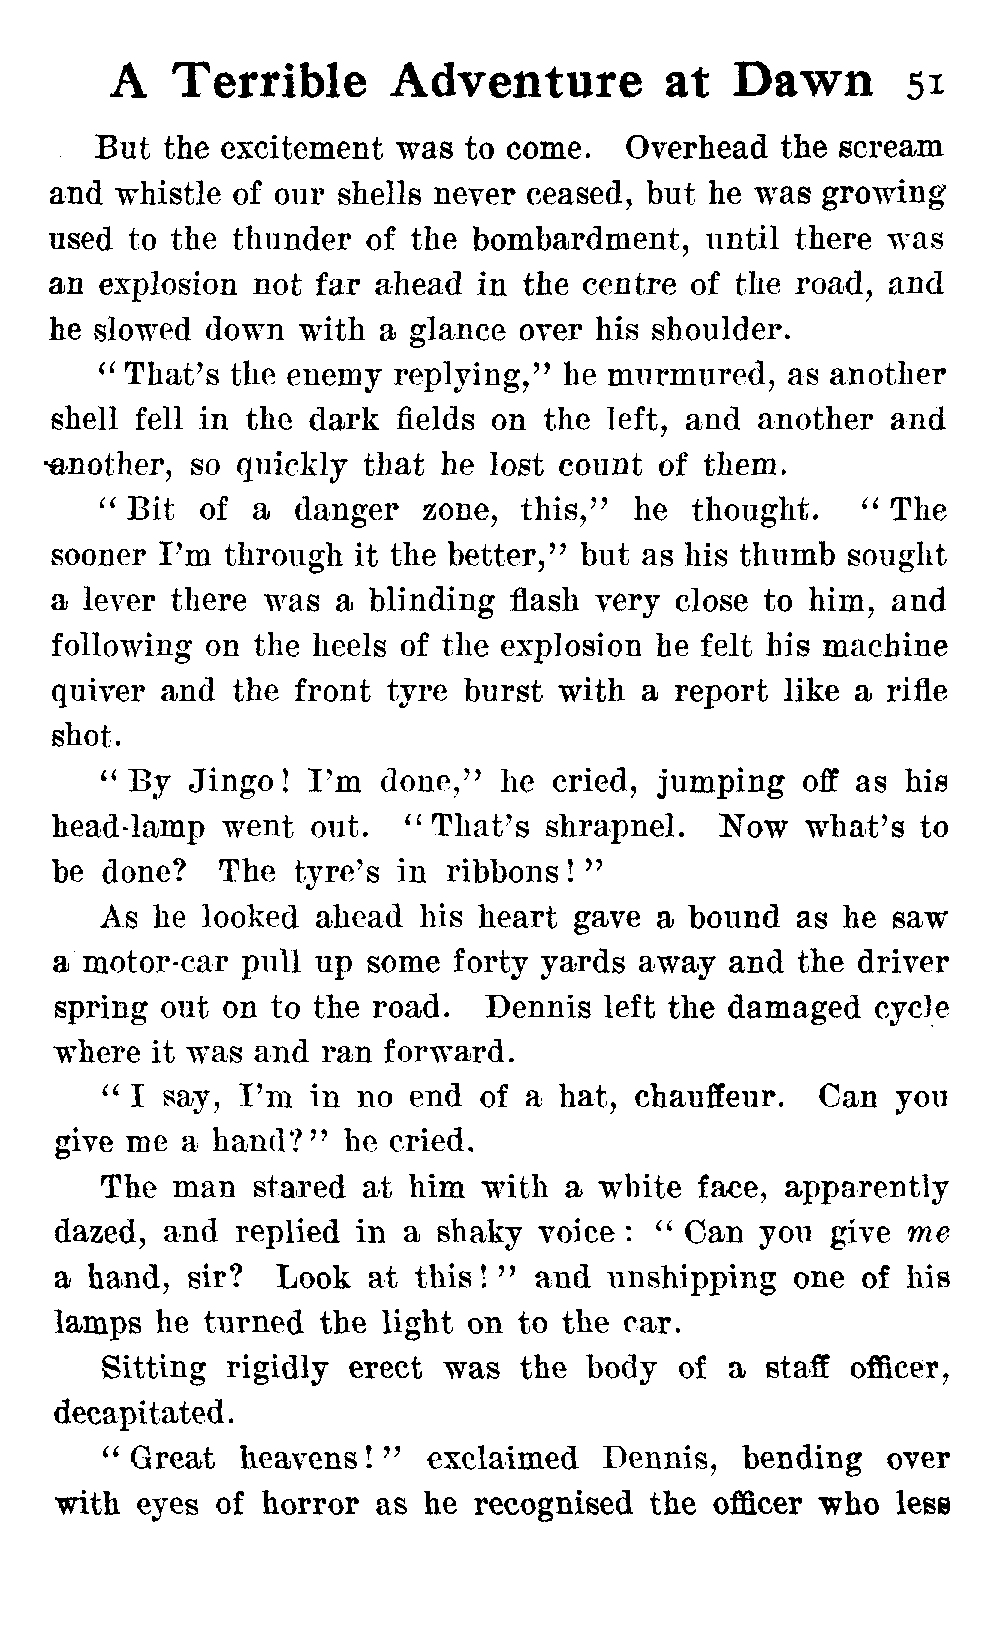 A Terrible Adventure at Dawn 51
But the excitement was to come. Overhead the scream
and whistle of our shells never ceased, but he was growing
used to the thunder of the bombardment, until there was
an explosion not far ahead in the centre of the road, and
he slowed down with a glance over his shoulder.
"That's the enemy replying," he murmured, as another
shell fell in the dark fields on the left, and another and
another, so quickly that he lost count of them.
"Bit of a danger zone, this," he thought. "The
sooner I'm through it the better," but as his thumb sought
a lever there was a blinding flash very close to him, and
following on the heels of the explosion he felt his machine
quiver and the front tyre burst with a report like a rifle
shot.
"By Jingo! I'm done," he cried, jumping off as his
head-lamp went out. "That's shrapnel. Now what's to
be done? The tyre's in ribbons!"
As he looked ahead his heart gave a bound as he saw
a motor-car pull up some forty yards away and the driver
spring out on to the road. Dennis left the damaged cycle
where it was and ran forward.
"I say, I'm in no end of a hat, chauffeur. Can you
give me a hand?" he cried.
The man stared at him with a white face, apparently
dazed, and replied in a shaky voice: "Can you give me
a hand, sir? Look at this!" and unshipping one of his
lamps he turned the light on to the car.
Sitting rigidly erect was the body of a staff officer,
decapitated.
"Great heavens!" exclaimed Dennis, bending over
with eyes of horror as he recognised the officer who less